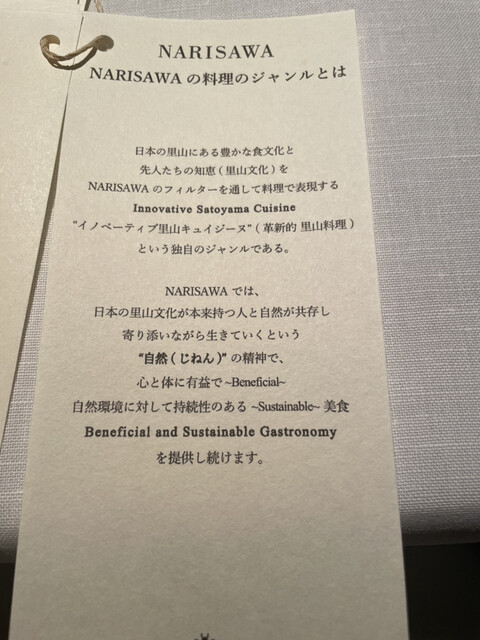 NARISAWA
NARISAWA の料理のジャンルとは
日本の里山にある豊かな食文化と
先人たちの知恵 ( 里山文化 ) を
NARISAWA のフィルターを通して料理で表現する
Innovative Satoyama Cuisine
"イノベーティブ里山キュイジーヌ" ( 革新的 里山料理 )
という独自のジャンルである。
NARISAWA では、
日本の里山文化が本来持つ人と自然が共存し
寄り添いながら生きていくという
"自然 ( じねん )" の精神で、
心と体に有益で ~Beneficial~
自然環境に対して持続性のある ~Sustainable~ 美食
Beneficial and Sustainable Gastronomy
を提供し続けます。